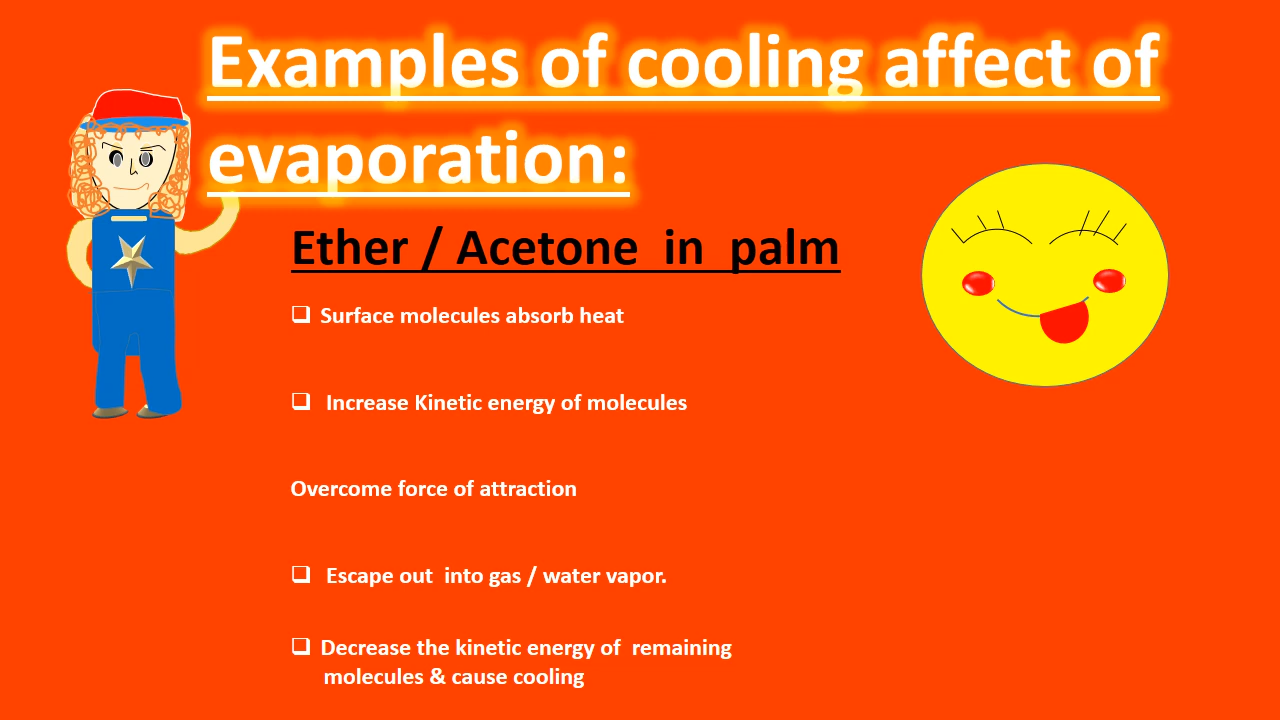 Examples of cooling affect of
evaporation:
Ether / Acetone in palm
❑ Surface molecules absorb heat
❑ Increase Kinetic energy of molecules
Overcome force of attraction
❑ Escape out into gas / water vapor.
❑ Decrease the kinetic energy of remaining
molecules & cause cooling